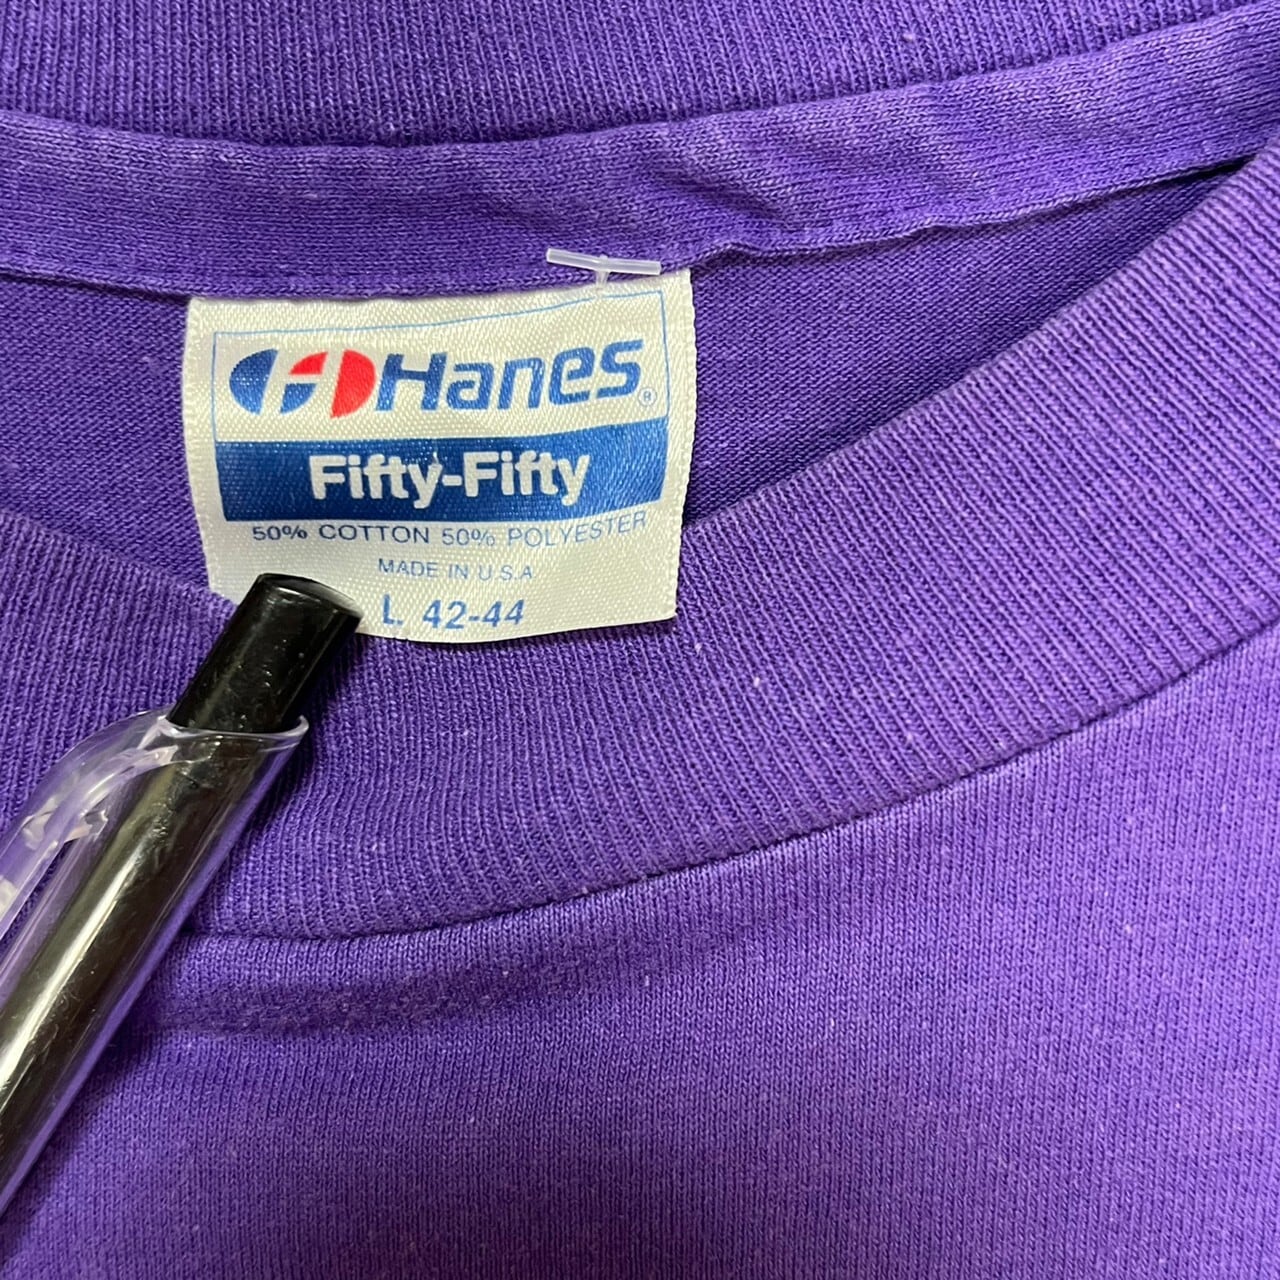 Hanes®
Fifty-Fifty
50% COTTON 50% POLYESTER
MADE IN U.S.A
L. 42-44